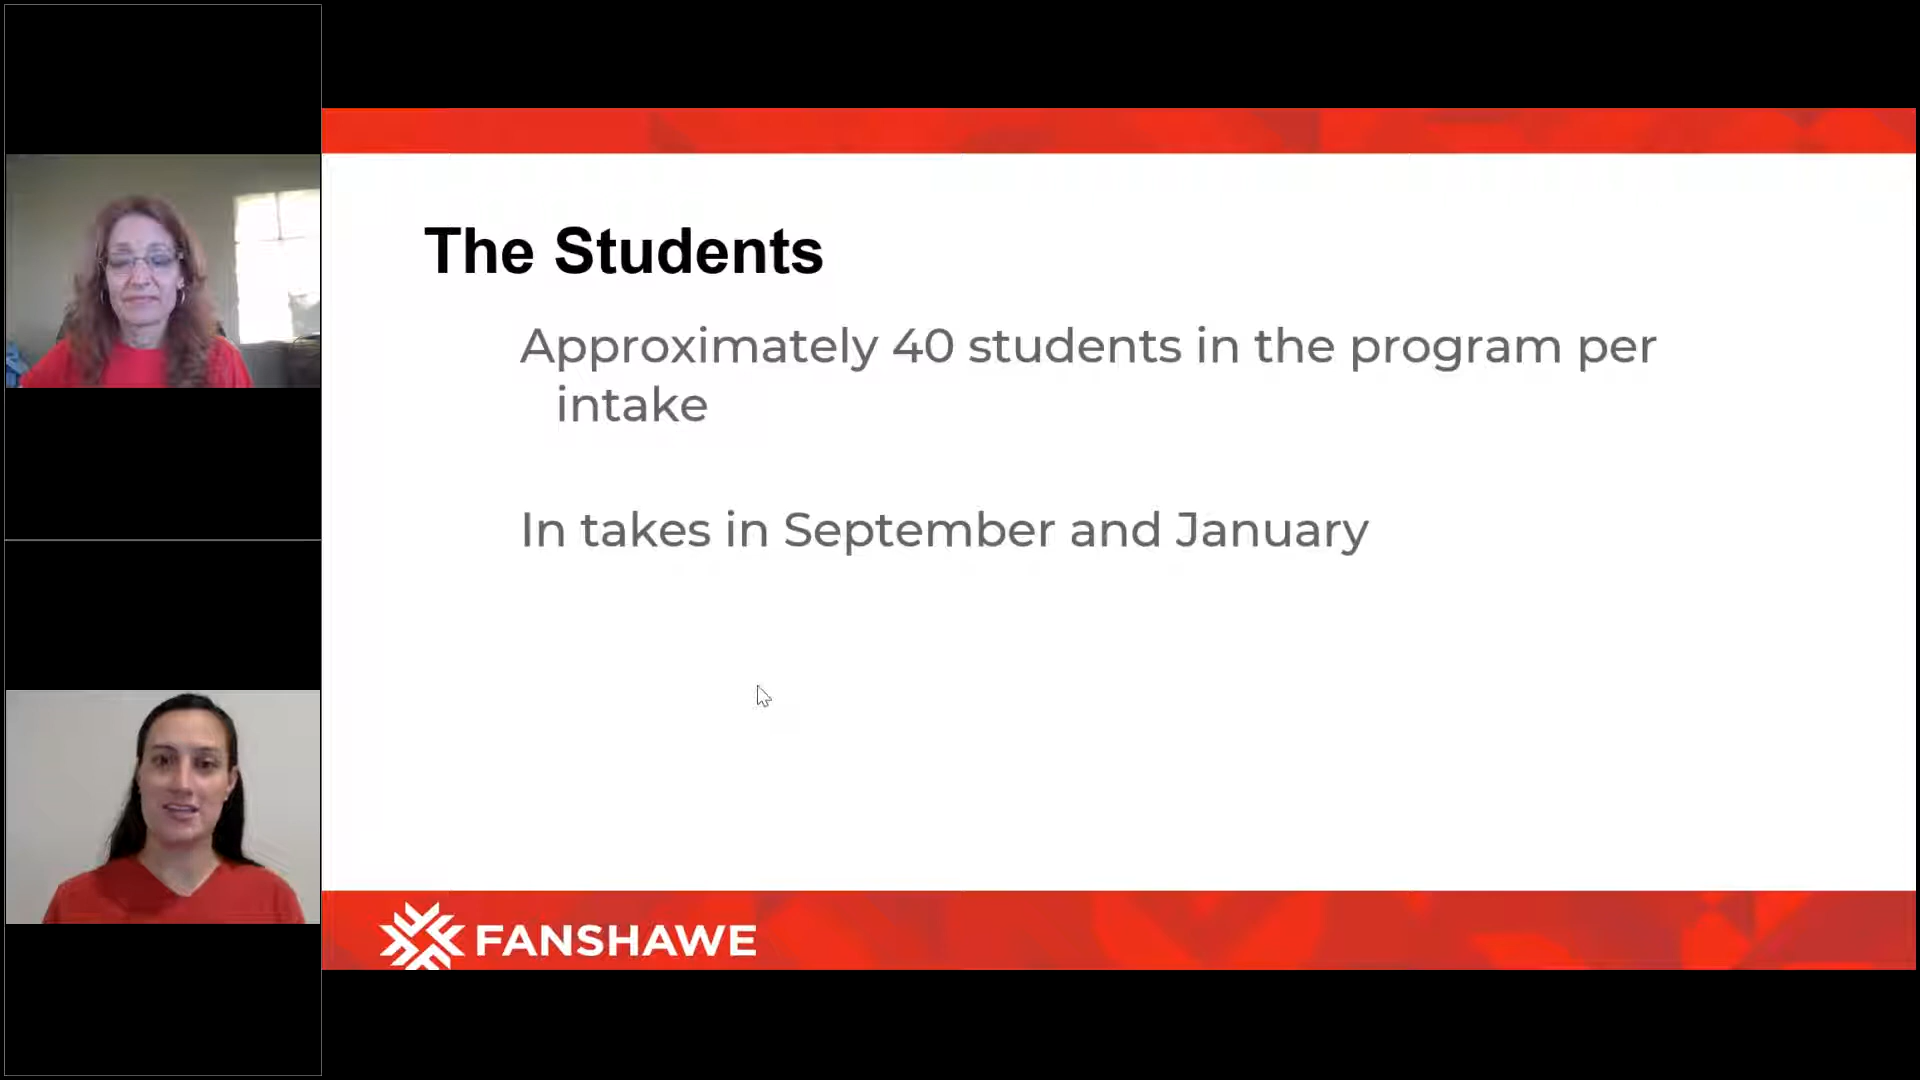 The Students
Approximately 40 students in the program per
intake
In takes in September and January
FANSHAWE